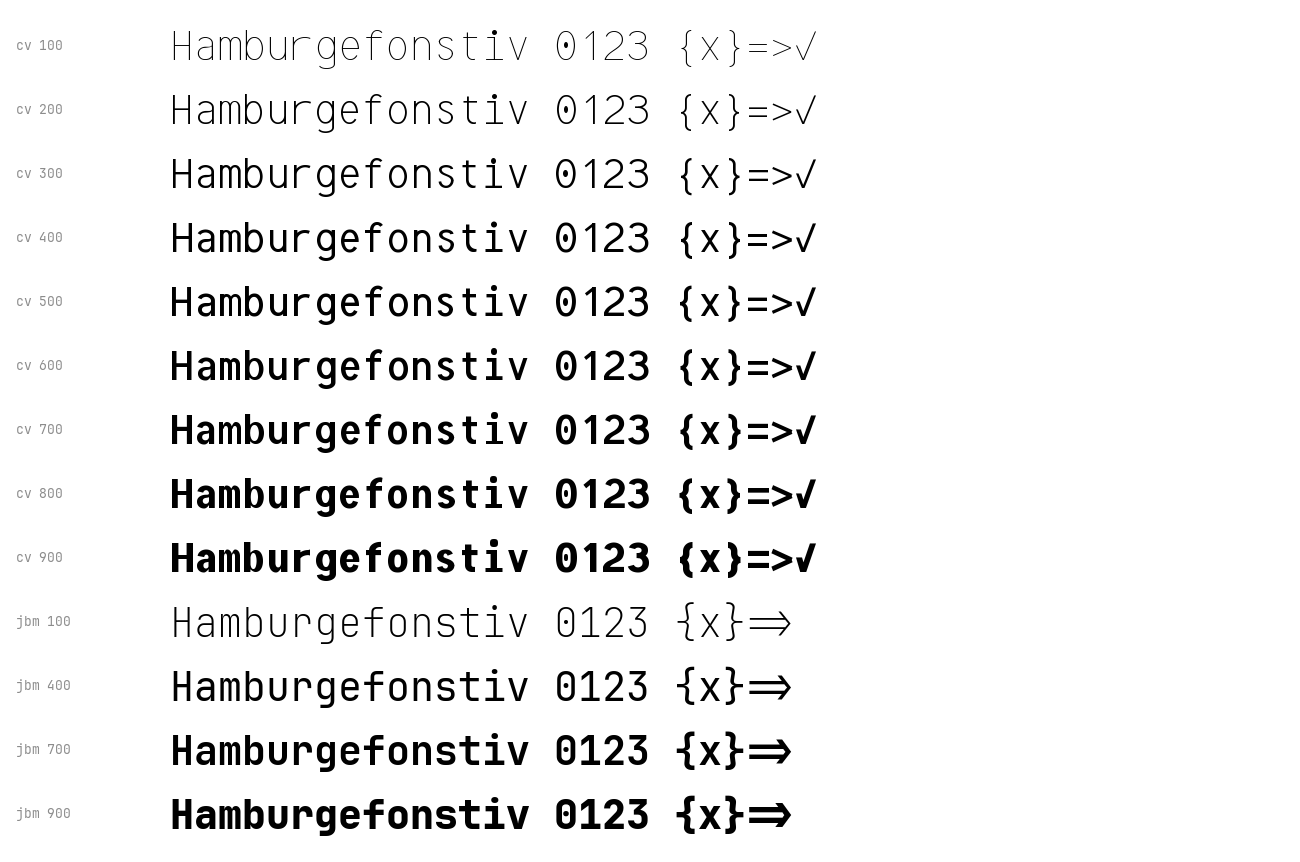 cv 100 Hamburgefonstiv 0123 {x}=>√
cv 200 Hamburgefonstiv 0123 {x}=>√
cv 300 Hamburgefonstiv 0123 {x}=>√
cv 400 Hamburgefonstiv 0123 {x}=>√
cv 500 Hamburgefonstiv 0123 {x}=>√
cv 600 Hamburgefonstiv 0123 {x}=>√
cv 700 Hamburgefonstiv 0123 {x}=>√
cv 800 Hamburgefonstiv 0123 {x}=>√
cv 900 Hamburgefonstiv 0123 {x}=>√
jbm 100 Hamburgefonstiv 0123 {x}=>
jbm 400 Hamburgefonstiv 0123 {x}=>
jbm 700 Hamburgefonstiv 0123 {x}=>
jbm 900 Hamburgefonstiv 0123 {x}=>